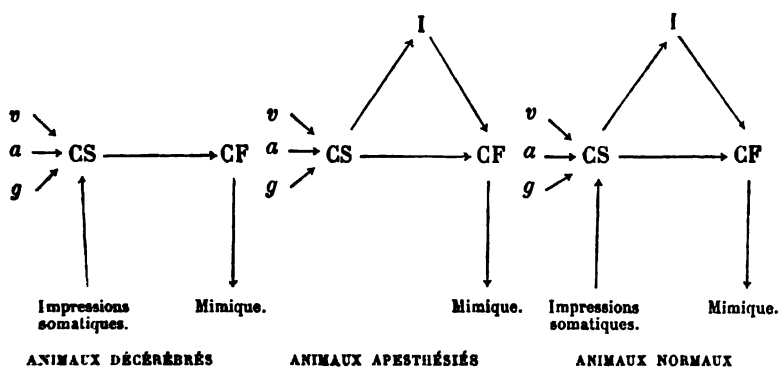 I
I
v
v
v
a
CS
CF
a
CS
CF
a
CS
CF
g
g
g
Impressions
somatiques.
Mimique.
Mimique.
Impressions
somatiques.
Mimique.
ANIMAUX DÉCÉRÉBRÉS
ANIMAUX APESTHÉSIÉS
ANIMAUX NORMAUX